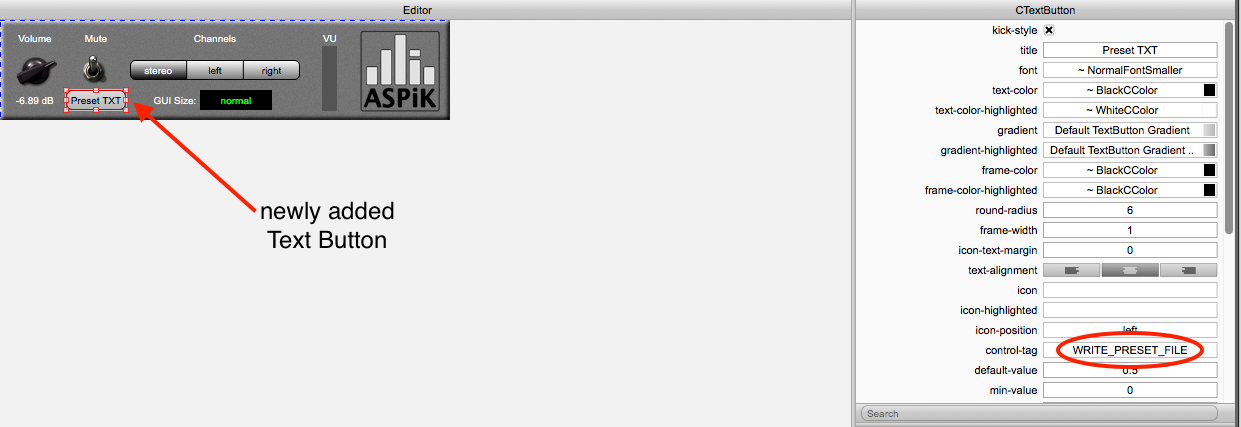 Editor
CTextButton
Volume
Mute
Channels
VU
stereo
left
right
-6.89 dB
Preset TXT
GUI Size:
normal
ASPiK
newly added
Text Button
kick-style
title
Preset TXT
font
~ NormalFontSmaller
text-color
~ BlackCColor
text-color-highlighted
~ WhiteCColor
gradient
Default TextButton Gradient
gradient-highlighted
Default TextButton Gradient ..
frame-color
~ BlackCColor
frame-color-highlighted
~ BlackCColor
round-radius
6
frame-width
1
icon-text-margin
0
text-alignment
icon
icon-highlighted
icon-position
left
control-tag
WRITE_PRESET_FILE
default-value
0.5
min-value
0
Search